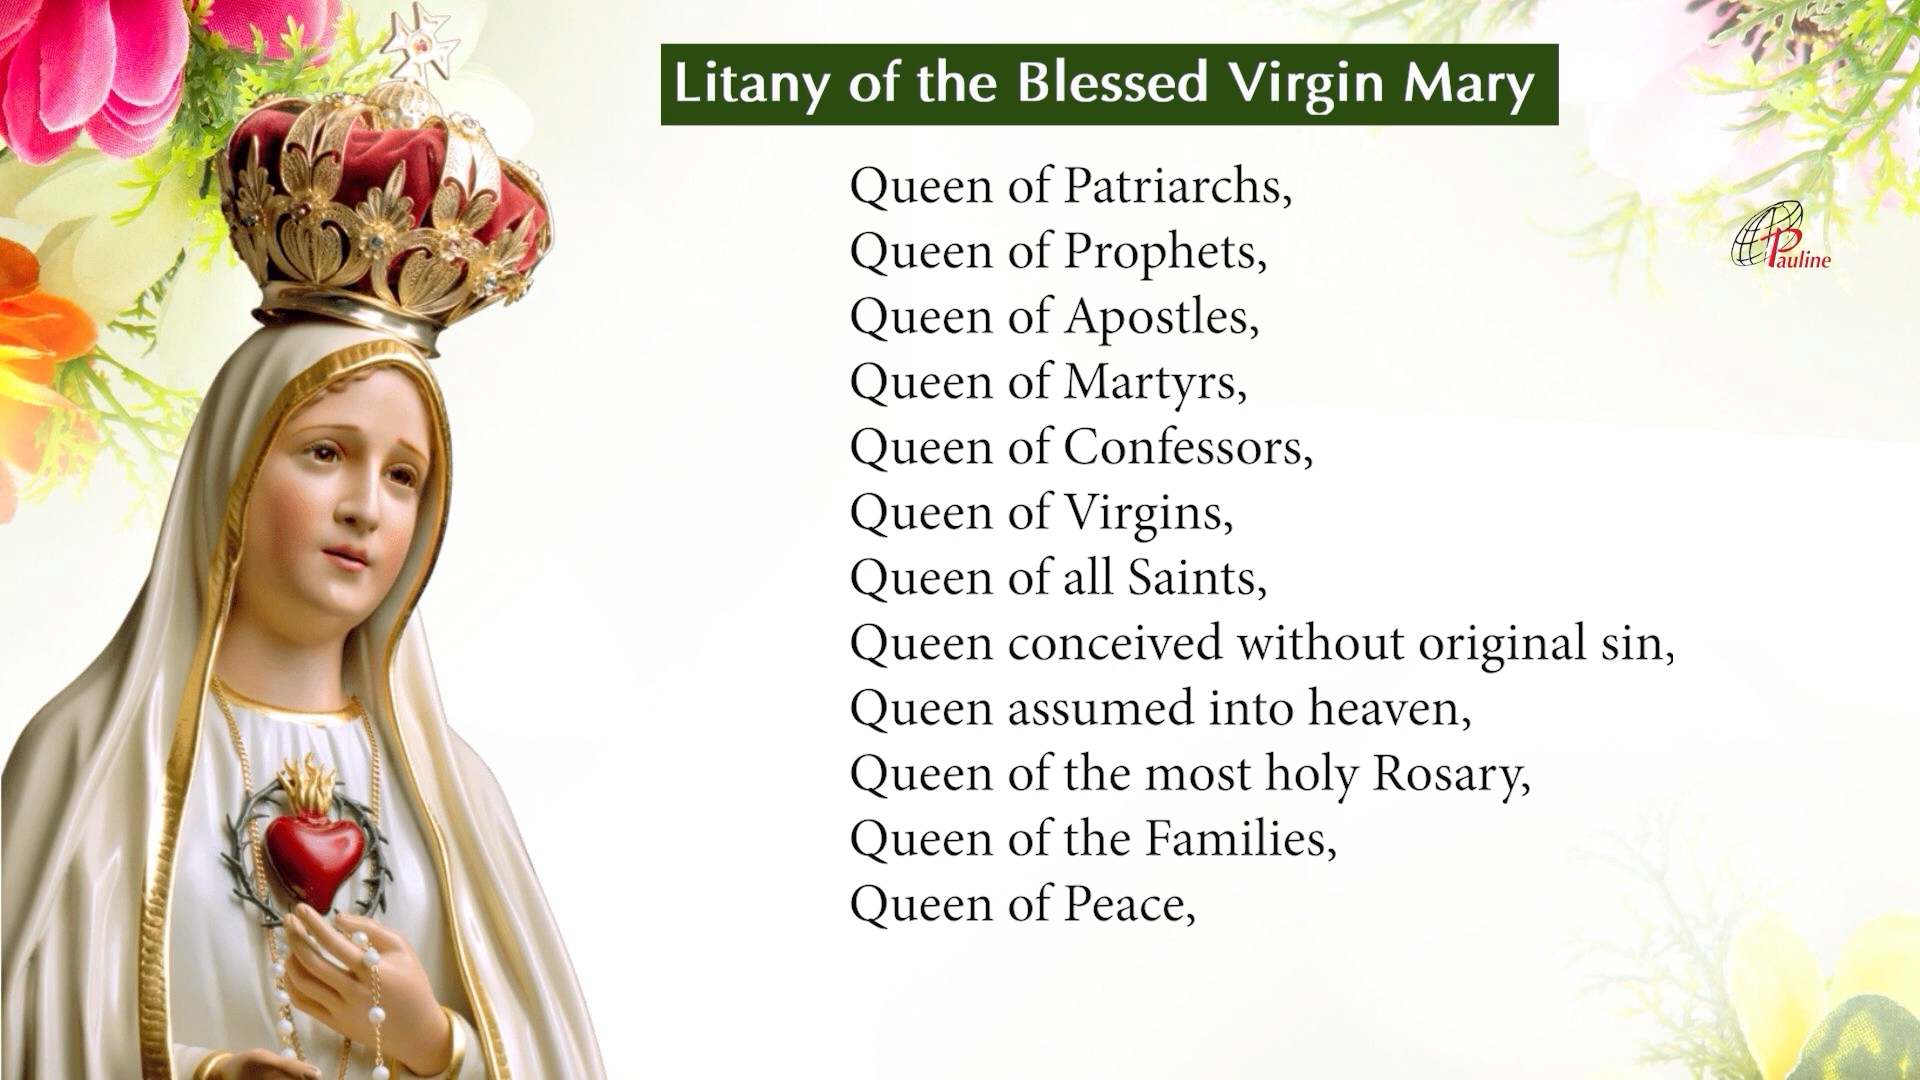 Litany of the Blessed Virgin Mary
Queen of Patriarchs,
Queen of Prophets,
Queen of Apostles,
Queen of Martyrs,
Queen of Confessors,
Queen of Virgins,
Queen of all Saints,
Queen conceived without original sin,
Queen assumed into heaven,
Queen of the most holy Rosary,
Queen of the Families,
Queen of Peace,
Pauline